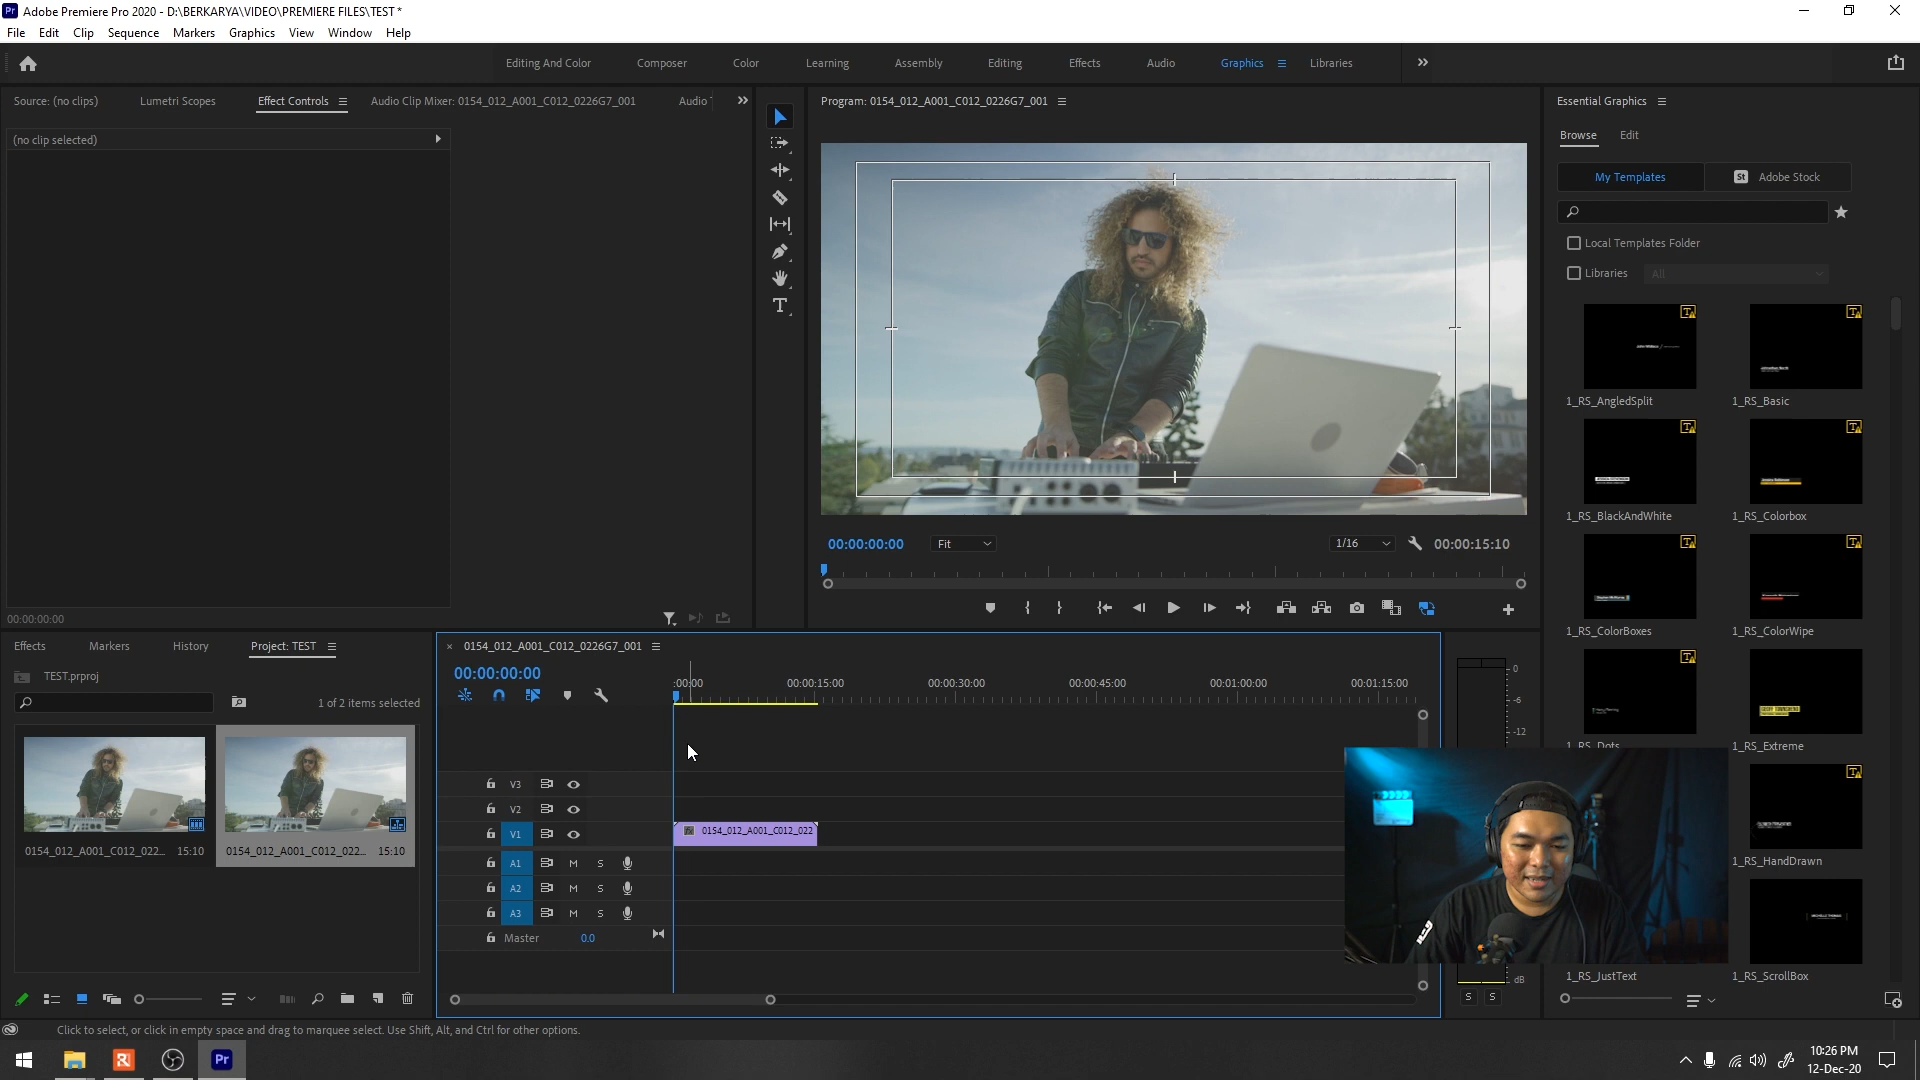 Pr Adobe Premiere Pro 2020 - D:\BERKARYA\VIDEO\PREMIERE FILES\TEST *
File Edit Clip Sequence Markers Graphics View Window Help
Editing And Color Composer Color Learning Assembly Editing Effects Audio Graphics Libraries
Source: (no clips) Lumetri Scopes Effect Controls Audio Clip Mixer: 0154_012_A001_C012_0226G7_001 Audio
(no clip selected)
00:00:00:00
Program: 0154_012_A001_C012_0226G7_001
00:00:00:00 Fit 1/16 00:00:15:10
Essential Graphics
Browse Edit
My Templates St Adobe Stock
Local Templates Folder
Libraries All
1_RS_AngledSplit 1_RS_Basic
1_RS_BlackAndWhite 1_RS_Colorbox
1_RS_ColorBoxes 1_RS_ColorWipe
1_RS_Dots 1_RS_Extreme
1_RS_HandDrawn
1_RS_JustText 1_RS_ScrollBox
Effects Markers History Project: TEST
TEST.prproj
1 of 2 items selected
0154_012_A001_C012_022... 15:10 0154_012_A001_C012_022... 15:10
× 0154_012_A001_C012_0226G7_001
00:00:00:00
:00:00 00:00:15:00 00:00:30:00 00:00:45:00 00:01:00:00 00:01:15:00
V3
V2
V1 fx 0154_012_A001_C012_022
A1 M S
A2 M S
A3 M S
Master 0.0
0
-6
-12
dB
S S
Click to select, or click in empty space and drag to marquee select. Use Shift, Alt, and Ctrl for other options.
Pr
10:26 PM
12-Dec-20